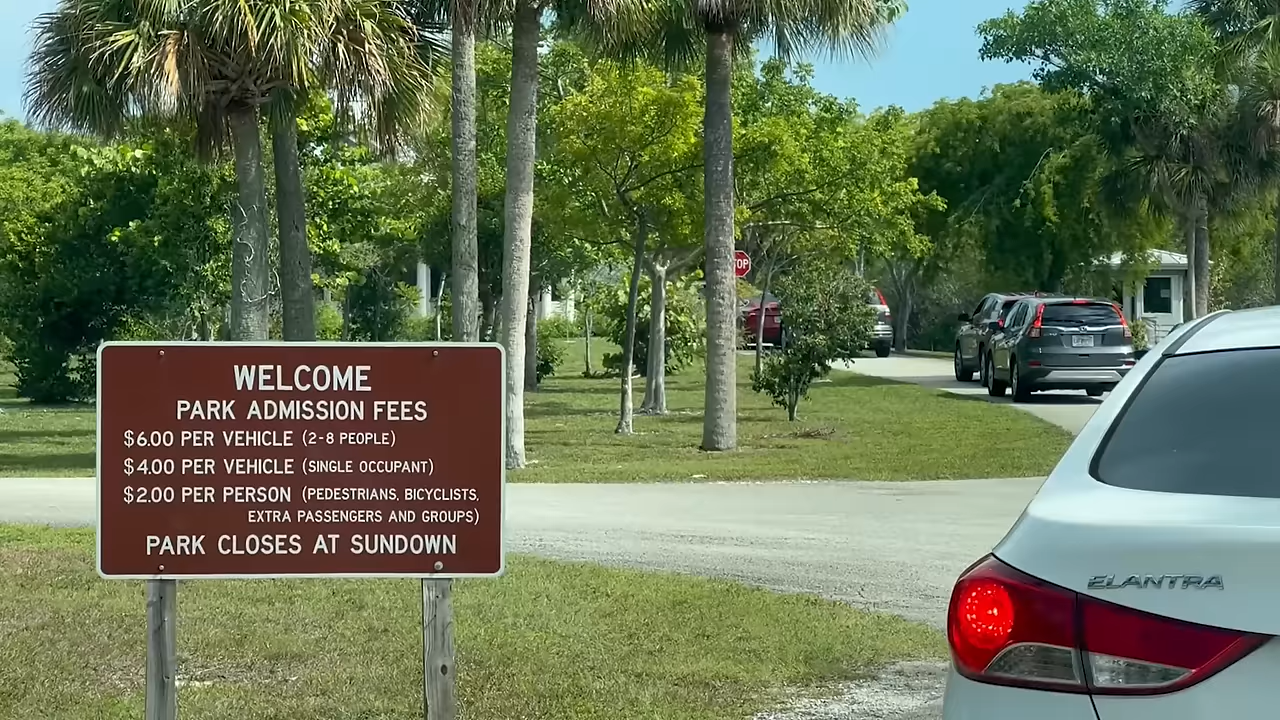 WELCOME
PARK ADMISSION FEES
$6.00 PER VEHICLE (2-8 PEOPLE)
$4.00 PER VEHICLE (SINGLE OCCUPANT)
$2.00 PER PERSON (PEDESTRIANS, BICYCLISTS,
EXTRA PASSENGERS AND GROUPS)
PARK CLOSES AT SUNDOWN
STOP
ELANTRA